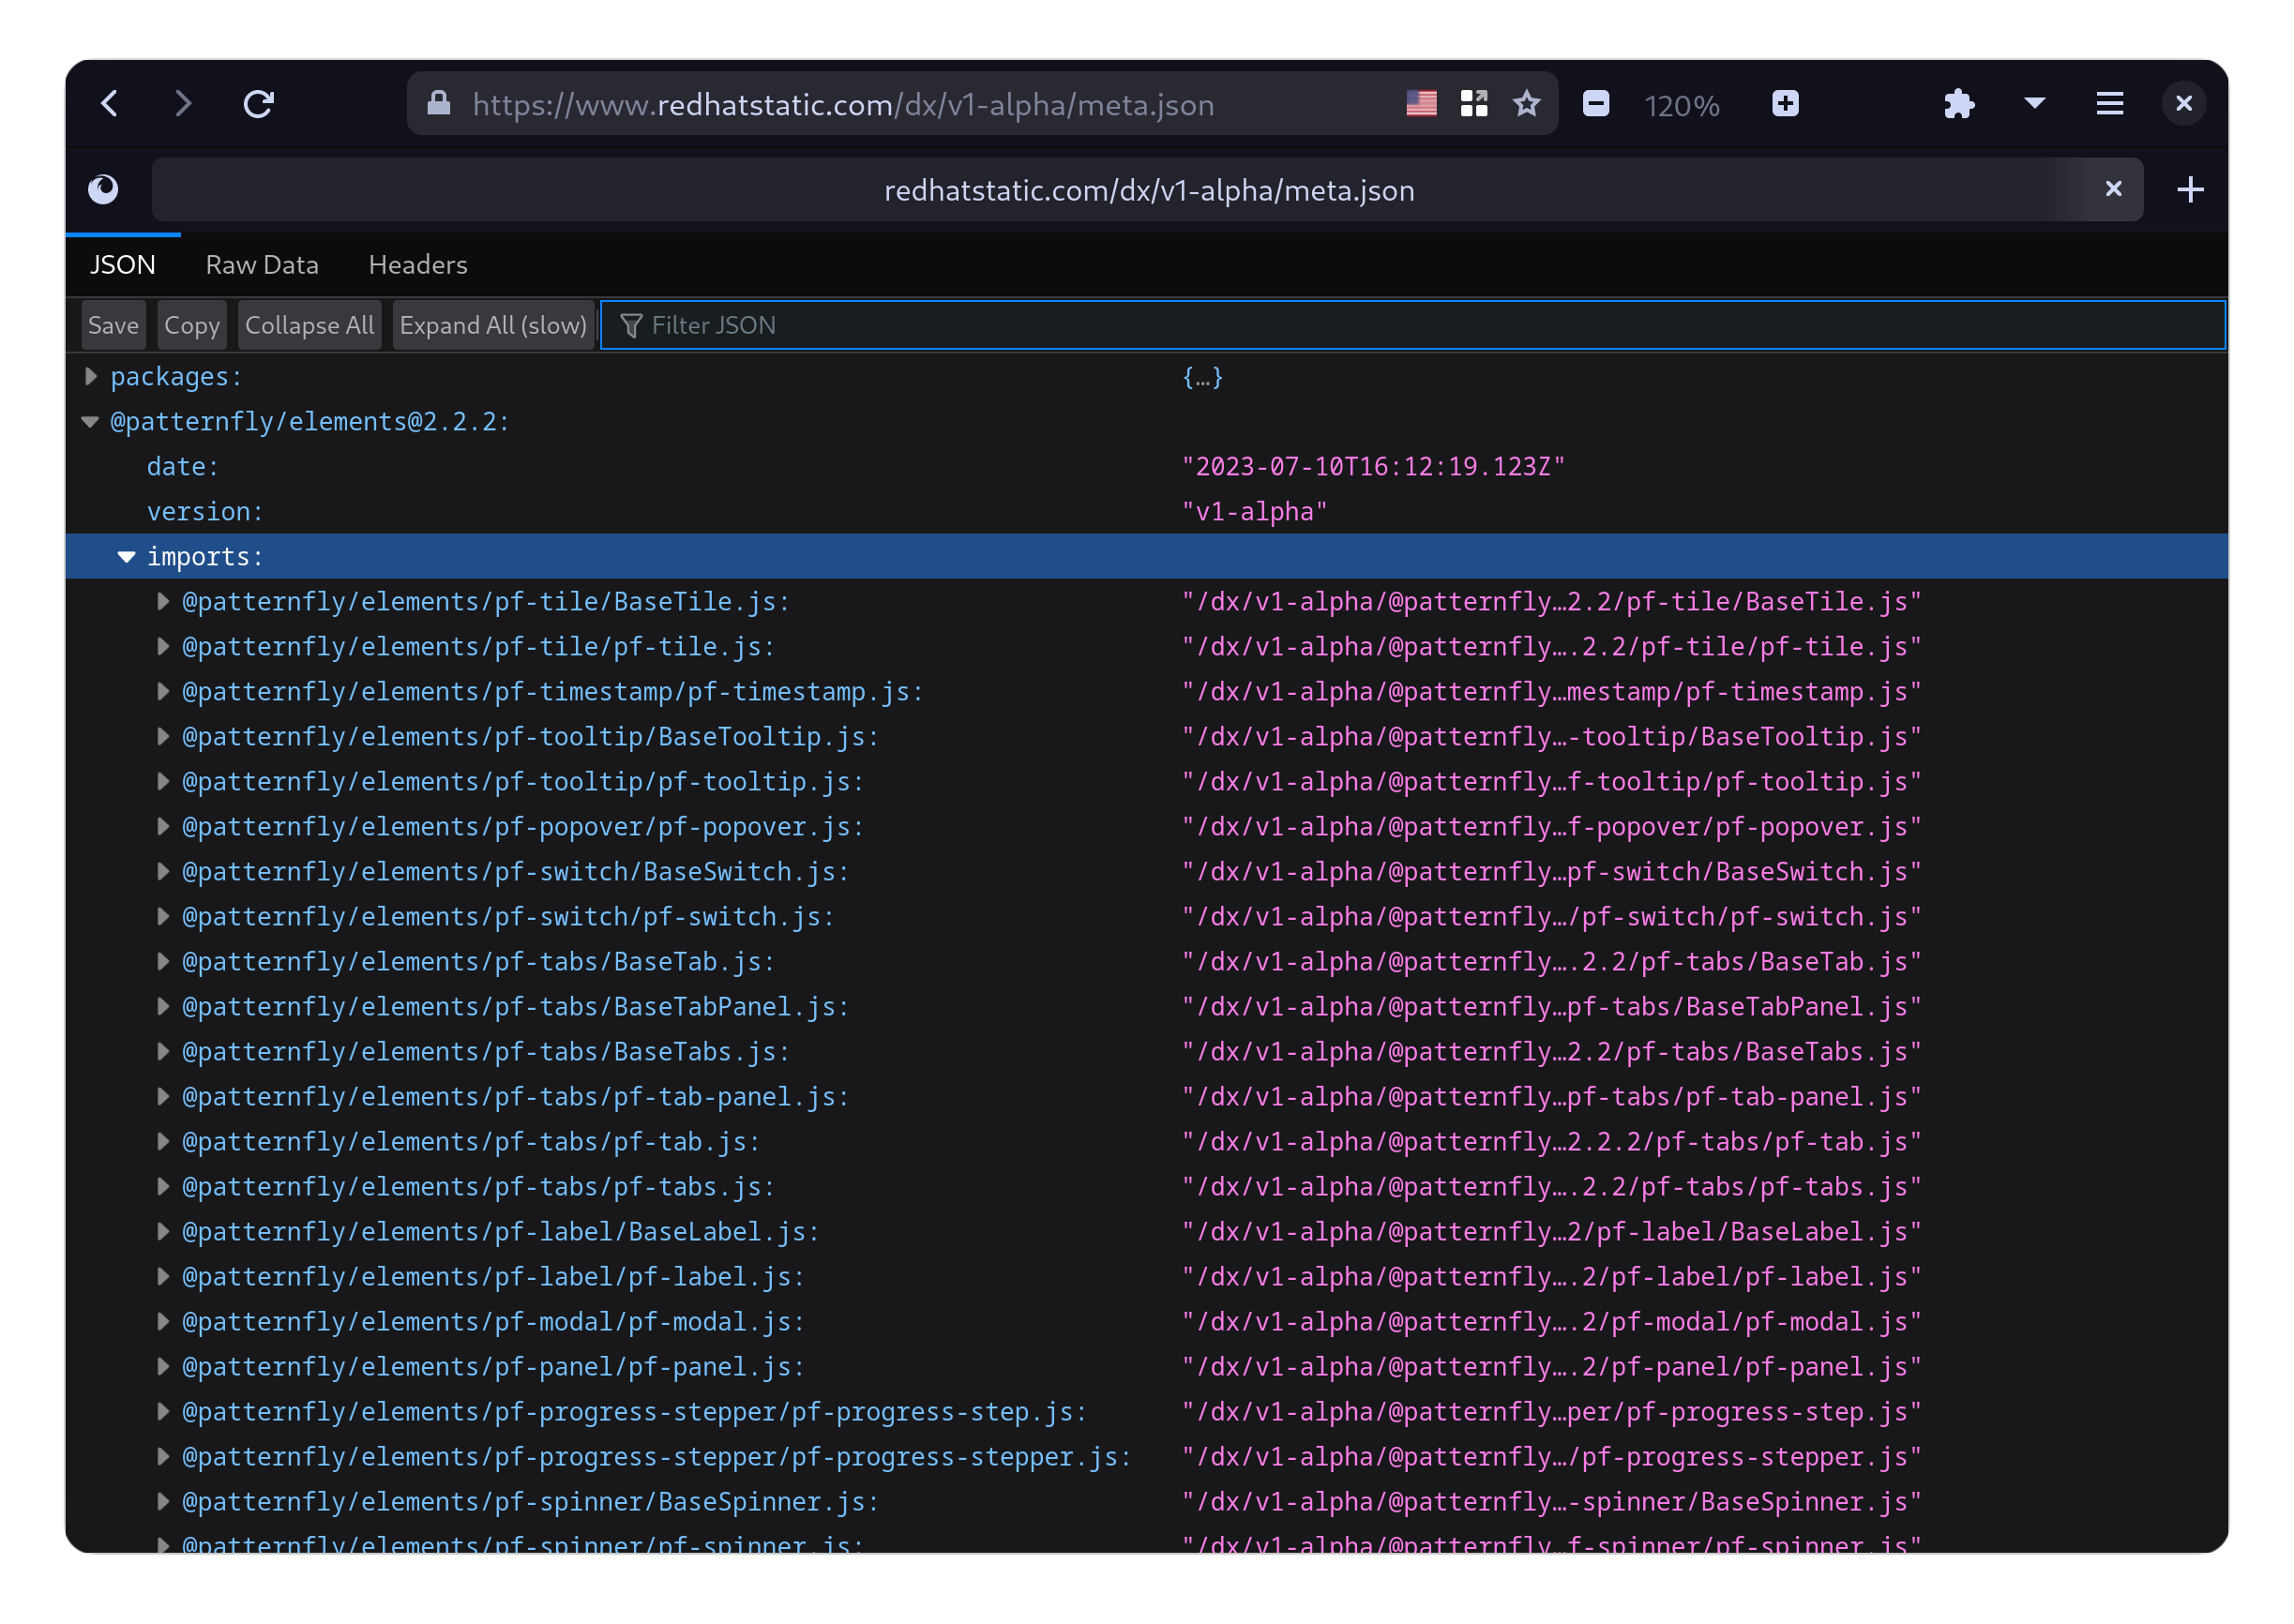 https://www.redhatstatic.com/dx/v1-alpha/meta.json 120%
redhatstatic.com/dx/v1-alpha/meta.json
JSON Raw Data Headers
Save Copy Collapse All Expand All (slow) Filter JSON
packages: {…}
@patternfly/elements@2.2.2:
date: "2023-07-10T16:12:19.123Z"
version: "v1-alpha"
imports:
@patternfly/elements/pf-tile/BaseTile.js: "/dx/v1-alpha/@patternfly…2.2/pf-tile/BaseTile.js"
@patternfly/elements/pf-tile/pf-tile.js: "/dx/v1-alpha/@patternfly….2.2/pf-tile/pf-tile.js"
@patternfly/elements/pf-timestamp/pf-timestamp.js: "/dx/v1-alpha/@patternfly…mestamp/pf-timestamp.js"
@patternfly/elements/pf-tooltip/BaseTooltip.js: "/dx/v1-alpha/@patternfly…-tooltip/BaseTooltip.js"
@patternfly/elements/pf-tooltip/pf-tooltip.js: "/dx/v1-alpha/@patternfly…f-tooltip/pf-tooltip.js"
@patternfly/elements/pf-popover/pf-popover.js: "/dx/v1-alpha/@patternfly…f-popover/pf-popover.js"
@patternfly/elements/pf-switch/BaseSwitch.js: "/dx/v1-alpha/@patternfly…pf-switch/BaseSwitch.js"
@patternfly/elements/pf-switch/pf-switch.js: "/dx/v1-alpha/@patternfly…/pf-switch/pf-switch.js"
@patternfly/elements/pf-tabs/BaseTab.js: "/dx/v1-alpha/@patternfly….2.2/pf-tabs/BaseTab.js"
@patternfly/elements/pf-tabs/BaseTabPanel.js: "/dx/v1-alpha/@patternfly…pf-tabs/BaseTabPanel.js"
@patternfly/elements/pf-tabs/BaseTabs.js: "/dx/v1-alpha/@patternfly…2.2/pf-tabs/BaseTabs.js"
@patternfly/elements/pf-tabs/pf-tab-panel.js: "/dx/v1-alpha/@patternfly…pf-tabs/pf-tab-panel.js"
@patternfly/elements/pf-tabs/pf-tab.js: "/dx/v1-alpha/@patternfly…2.2.2/pf-tabs/pf-tab.js"
@patternfly/elements/pf-tabs/pf-tabs.js: "/dx/v1-alpha/@patternfly….2.2/pf-tabs/pf-tabs.js"
@patternfly/elements/pf-label/BaseLabel.js: "/dx/v1-alpha/@patternfly…2/pf-label/BaseLabel.js"
@patternfly/elements/pf-label/pf-label.js: "/dx/v1-alpha/@patternfly….2/pf-label/pf-label.js"
@patternfly/elements/pf-modal/pf-modal.js: "/dx/v1-alpha/@patternfly….2/pf-modal/pf-modal.js"
@patternfly/elements/pf-panel/pf-panel.js: "/dx/v1-alpha/@patternfly….2/pf-panel/pf-panel.js"
@patternfly/elements/pf-progress-stepper/pf-progress-step.js: "/dx/v1-alpha/@patternfly…per/pf-progress-step.js"
@patternfly/elements/pf-progress-stepper/pf-progress-stepper.js: "/dx/v1-alpha/@patternfly…/pf-progress-stepper.js"
@patternfly/elements/pf-spinner/BaseSpinner.js: "/dx/v1-alpha/@patternfly…-spinner/BaseSpinner.js"
@patternfly/elements/pf-spinner/pf-spinner.js: "/dx/v1-alpha/@patternfly…f-spinner/pf-spinner.js"